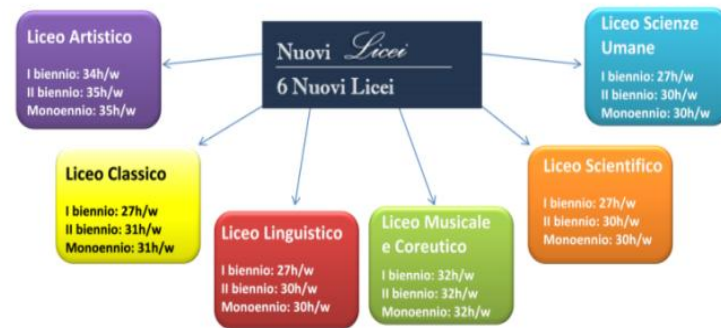 Nuovi Licei
6 Nuovi Licei
Liceo Artistico
I biennio: 34h/w
II biennio: 35h/w
Monoennio: 35h/w
Liceo Classico
I biennio: 27h/w
II biennio: 31h/w
Monoennio: 31h/w
Liceo Linguistico
I biennio: 27h/w
II biennio: 30h/w
Monoennio: 30h/w
Liceo Musicale
e Coreutico
I biennio: 32h/w
II biennio: 32h/w
Monoennio: 32h/w
Liceo Scientifico
I biennio: 27h/w
II biennio: 30h/w
Monoennio: 30h/w
Liceo Scienze
Umane
I biennio: 27h/w
II biennio: 30h/w
Monoennio: 30h/w